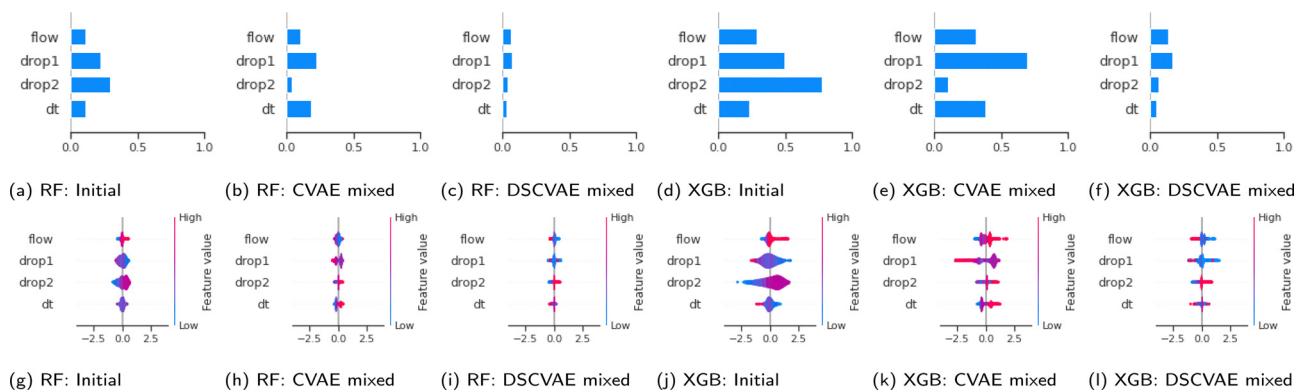 flow
drop1
drop2
dt
0.0 0.5 1.0
flow
drop1
drop2
dt
0.0 0.5 1.0
flow
drop1
drop2
dt
0.0 0.5 1.0
flow
drop1
drop2
dt
0.0 0.5 1.0
flow
drop1
drop2
dt
0.0 0.5 1.0
flow
drop1
drop2
dt
0.0 0.5 1.0
(a) RF: Initial
(b) RF: CVAE mixed
(c) RF: DSCVAE mixed
(d) XGB: Initial
(e) XGB: CVAE mixed
(f) XGB: DSCVAE mixed
flow
drop1
drop2
dt
−2.5 0.0 2.5
High
Feature value
Low
flow
drop1
drop2
dt
−2.5 0.0 2.5
High
Feature value
Low
flow
drop1
drop2
dt
−2.5 0.0 2.5
High
Feature value
Low
flow
drop1
drop2
dt
−2.5 0.0 2.5
High
Feature value
Low
flow
drop1
drop2
dt
−2.5 0.0 2.5
High
Feature value
Low
flow
drop1
drop2
dt
−2.5 0.0 2.5
High
Feature value
Low
(g) RF: Initial
(h) RF: CVAE mixed
(i) RF: DSCVAE mixed
(j) XGB: Initial
(k) XGB: CVAE mixed
(l) XGB: DSCVAE mixed